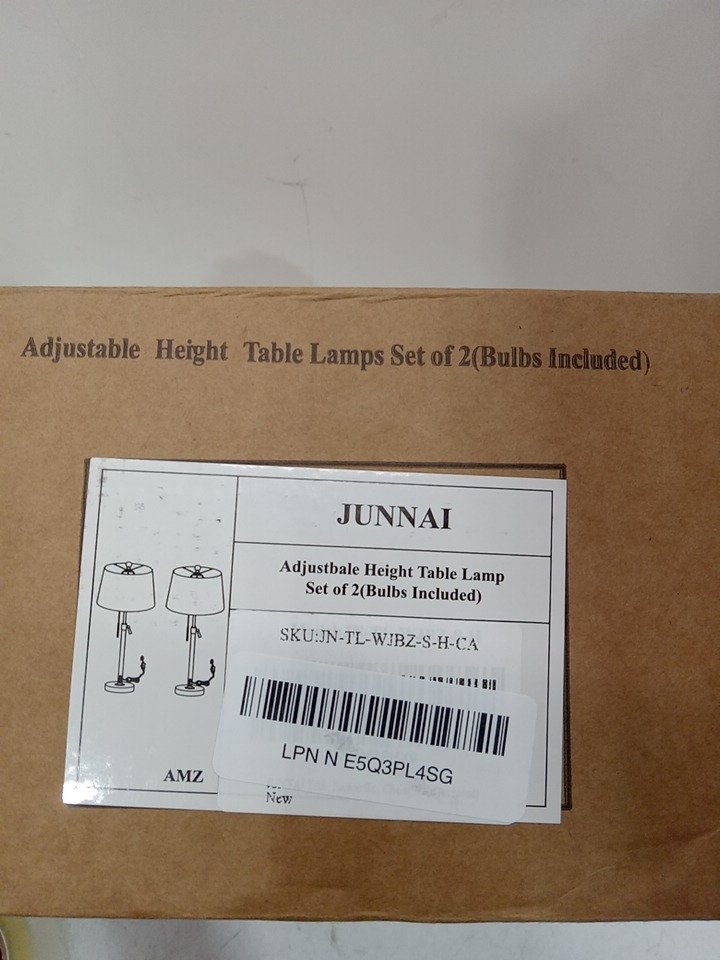 Adjustable Height Table Lamps Set of 2(Bulbs Included)
JUNNAI
Adjustbale Height Table Lamp
Set of 2(Bulbs Included)
SKU:JN-TL-WJBZ-S-H-CA
LPN N E5Q3PL4SG
AMZ
New